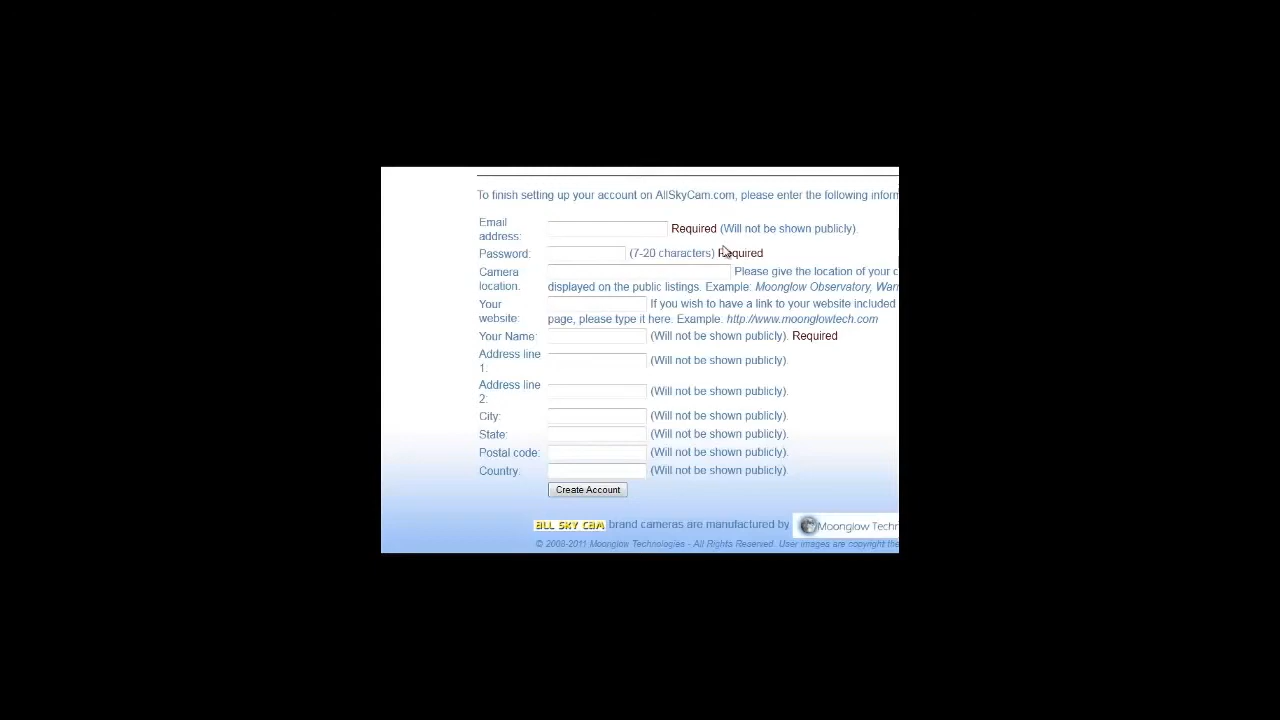 To finish setting up your account on AllSkyCam.com, please enter the following
Email address: Required (Will not be shown publicly).
Password: (7-20 characters) Required
Camera location. Please give the location of your
displayed on the public listings. Example: Moonglow Observatory,
Your website: If you wish to have a link to your website included
page, please type it here. Example. http://www.moonglowtech.com
Your Name: (Will not be shown publicly). Required
Address line 1: (Will not be shown publicly).
Address line 2: (Will not be shown publicly).
City: (Will not be shown publicly).
State: (Will not be shown publicly).
Postal code: (Will not be shown publicly).
Country: (Will not be shown publicly)
Create Account
ALL SKY CAM brand cameras are manufactured by Moonglow
© 2008-2011 Moonglow Technologies - All Rights Reserved. User images are copyright